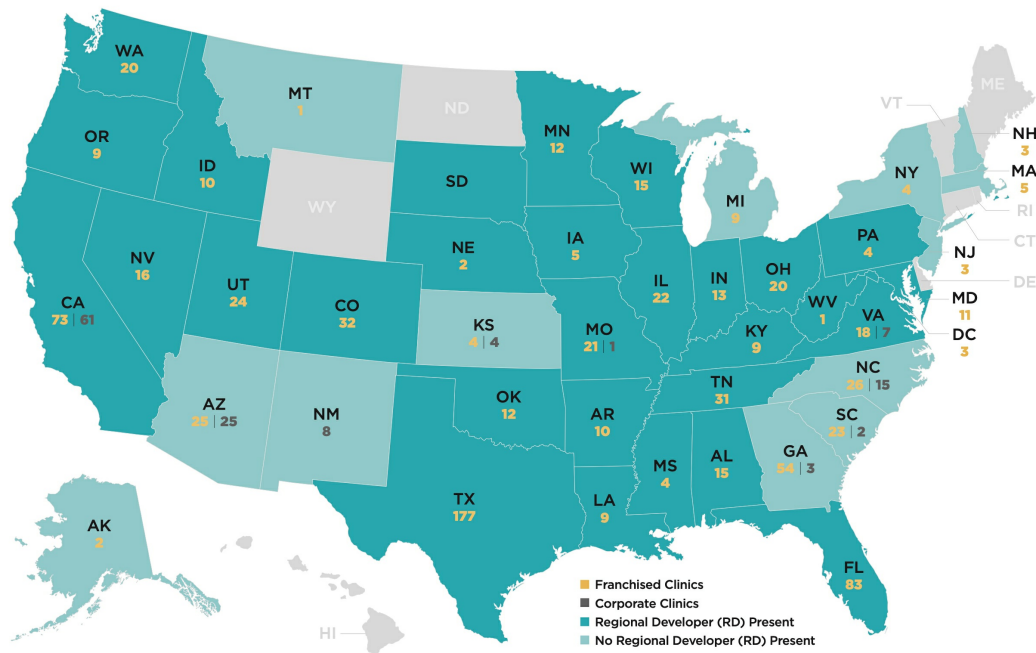 WA
20
MT
1
ND
VT
ME
OR
9
ID
10
MN
12
NH
3
WI
15
NY
4
MA
5
SD
MI
9
RI
WY
CT
IA
5
PA
4
NE
2
NJ
3
NV
16
OH
20
IL
22
IN
13
DE
UT
24
CA
73 | 61
CO
32
WV
1
MD
11
VA
18 | 7
KS
4 | 4
MO
21 | 1
KY
9
DC
3
NC
26 | 15
TN
31
OK
12
AZ
25 | 25
NM
8
AR
10
SC
23 | 2
MS
4
AL
15
GA
54 | 3
TX
177
LA
9
AK
2
FL
83
HI
Franchised Clinics
Corporate Clinics
Regional Developer (RD) Present
No Regional Developer (RD) Present